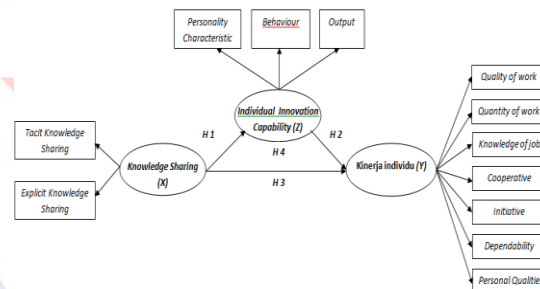 Personality
Characteristic
Behaviour
Output
Individual Innovation
Capability (Z)
H 1
H 2
H 4
H 3
Tacit Knowledge
Sharing
Explicit Knowledge
Sharing
Knowledge Sharing
(X)
Kinerja individu (Y)
Quality of work
Quantity of work
Knowledge of job
Cooperative
Initiative
Dependability
Personal Qualities